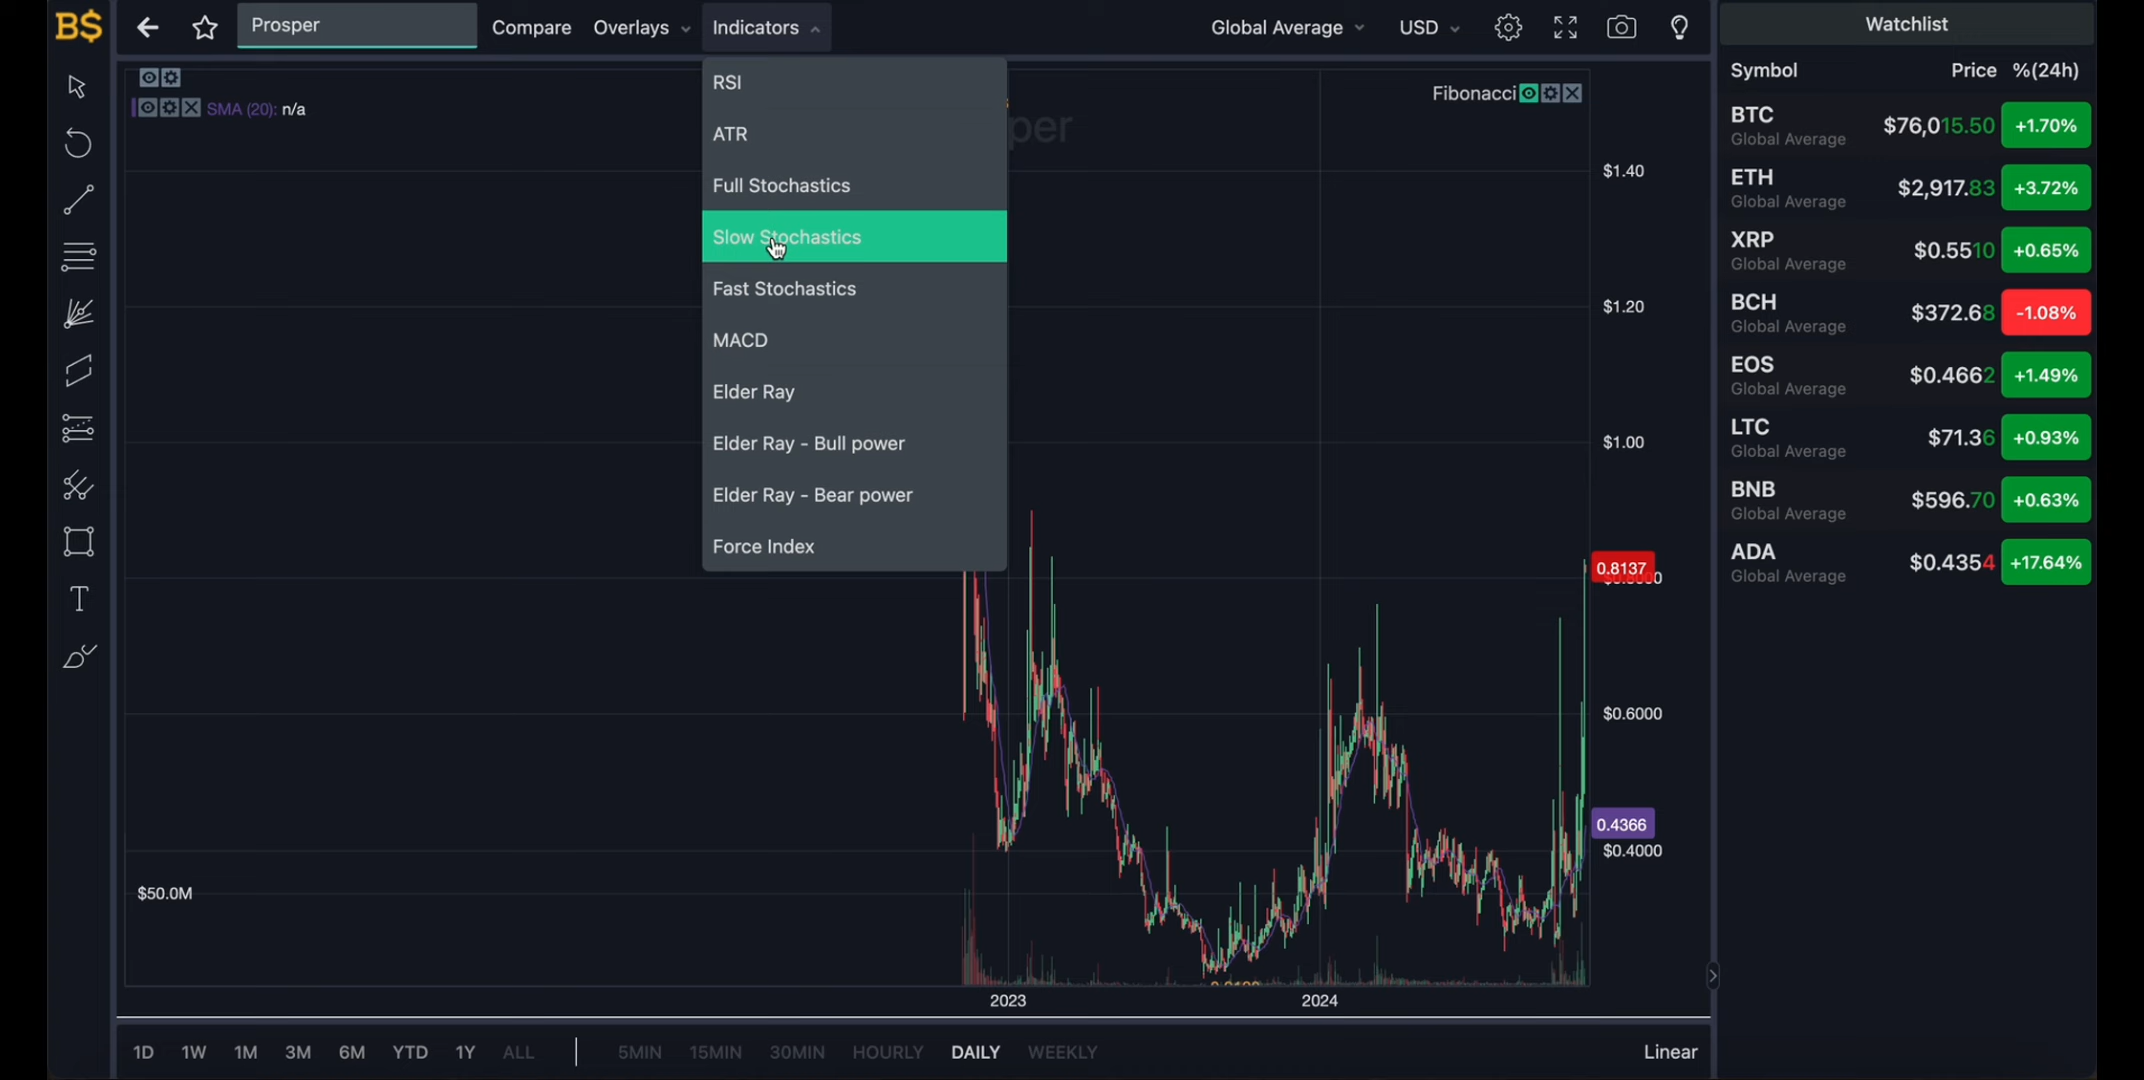 B$
Prosper
Compare
Overlays
Indicators
Global Average
USD
Watchlist
Symbol Price %(24h)
SMA (20): n/a
Fibonacci
RSI
ATR
Full Stochastics
Slow Stochastics
Fast Stochastics
MACD
Elder Ray
Elder Ray - Bull power
Elder Ray - Bear power
Force Index
per
$1.40
$1.20
$1.00
0.8137
$0.6000
0.4366
$0.4000
$50.0M
2023
2024
BTC $76,015.50 +1.70%
Global Average
ETH $2,917.83 +3.72%
Global Average
XRP $0.5510 +0.65%
Global Average
BCH $372.68 -1.08%
Global Average
EOS $0.4662 +1.49%
Global Average
LTC $71.36 +0.93%
Global Average
BNB $596.70 +0.63%
Global Average
ADA $0.4354 +17.64%
Global Average
1D 1W 1M 3M 6M YTD 1Y ALL 5MIN 15MIN 30MIN HOURLY DAILY WEEKLY Linear